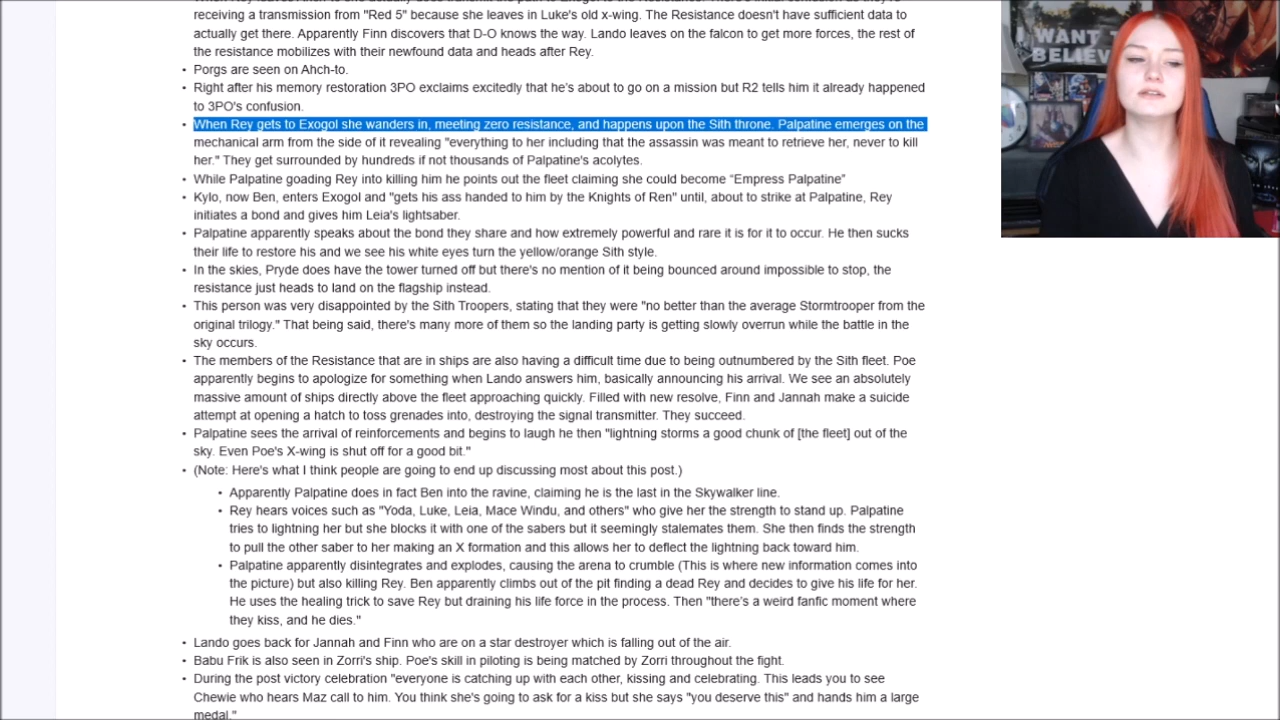 receiving a transmission from "Red 5" because she leaves in Luke's old x-wing. The Resistance doesn't have sufficient data to
actually get there. Apparently Finn discovers that D-O knows the way. Lando leaves on the falcon to get more forces, the rest of
the resistance mobilizes with their newfound data and heads after Rey.
• Porgs are seen on Ahch-to.
• Right after his memory restoration 3PO exclaims excitedly that he's about to go on a mission but R2 tells him it already happened
to 3PO's confusion.
• When Rey gets to Exogol she wanders in, meeting zero resistance, and happens upon the Sith throne. Palpatine emerges on the
mechanical arm from the side of it revealing "everything to her including that the assassin was meant to retrieve her, never to kill
her." They get surrounded by hundreds if not thousands of Palpatine's acolytes.
• While Palpatine goading Rey into killing him he points out the fleet claiming she could become “Empress Palpatine”
• Kylo, now Ben, enters Exogol and "gets his ass handed to him by the Knights of Ren" until, about to strike at Palpatine, Rey
initiates a bond and gives him Leia's lightsaber.
• Palpatine apparently speaks about the bond they share and how extremely powerful and rare it is for it to occur. He then sucks
their life to restore his and we see his white eyes turn the yellow/orange Sith style.
• In the skies, Pryde does have the tower turned off but there's no mention of it being bounced around impossible to stop, the
resistance just heads to land on the flagship instead.
• This person was very disappointed by the Sith Troopers, stating that they were "no better than the average Stormtrooper from the
original trilogy." That being said, there's many more of them so the landing party is getting slowly overrun while the battle in the
sky occurs.
• The members of the Resistance that are in ships are also having a difficult time due to being outnumbered by the Sith fleet. Poe
apparently begins to apologize for something when Lando answers him, basically announcing his arrival. We see an absolutely
massive amount of ships directly above the fleet approaching quickly. Filled with new resolve, Finn and Jannah make a suicide
attempt at opening a hatch to toss grenades into, destroying the signal transmitter. They succeed.
• Palpatine sees the arrival of reinforcements and begins to laugh he then "lightning storms a good chunk of [the fleet] out of the
sky. Even Poe's X-wing is shut off for a good bit."
• (Note: Here's what I think people are going to end up discussing most about this post.)
• Apparently Palpatine does in fact Ben into the ravine, claiming he is the last in the Skywalker line.
• Rey hears voices such as "Yoda, Luke, Leia, Mace Windu, and others" who give her the strength to stand up. Palpatine
tries to lightning her but she blocks it with one of the sabers but it seemingly stalemates them. She then finds the strength
to pull the other saber to her making an X formation and this allows her to deflect the lightning back toward him.
• Palpatine apparently disintegrates and explodes, causing the arena to crumble (This is where new information comes into
the picture) but also killing Rey. Ben apparently climbs out of the pit finding a dead Rey and decides to give his life for her.
He uses the healing trick to save Rey but draining his life force in the process. Then "there's a weird fanfic moment where
they kiss, and he dies."
• Lando goes back for Jannah and Finn who are on a star destroyer which is falling out of the air.
• Babu Frik is also seen in Zorri's ship. Poe's skill in piloting is being matched by Zorri throughout the fight.
• During the post victory celebration "everyone is catching up with each other, kissing and celebrating. This leads you to see
Chewie who hears Maz call to him. You think she's going to ask for a kiss but she says "you deserve this" and hands him a large
medal."
I WANT
BELIEVE